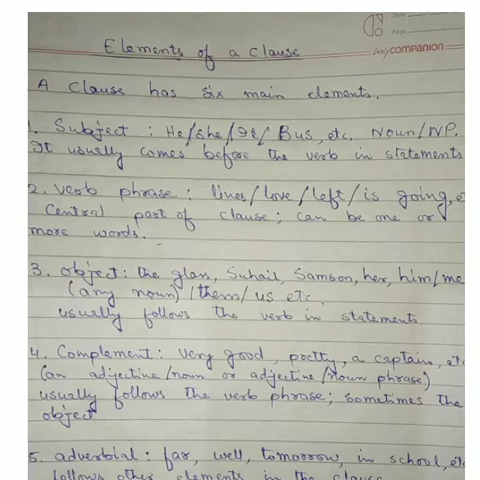 Date
Page
companion
Elements of a Clause
A Clause has six main elements.
1. Subject : He/she/It/ Bus, etc. Noun/NP.
It usually comes before the verb in statements
2. Verb phrase : lives/love/left/is going, et
Central part of clause; can be one or
more words.
3. Object : the glass, Suhail, Samson, her, him/me
(any noun) / them/us etc.
usually follows the verb in statements.
4. Complement : Very good, pretty, a captain, etc
(an adjective/noun or adjective/Noun phrase)
usually follows the verb phrase; sometimes the
object
5. adverbial : far, well, tomorrow, in school, etc
follows other elements in the clause